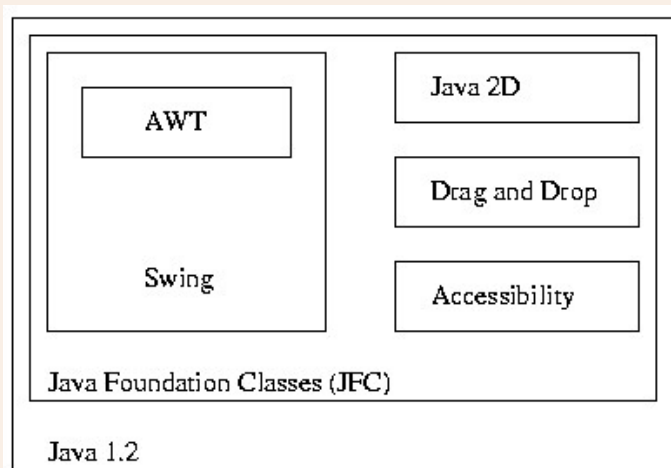 AWT
Swing
Java 2D
Drag and Drop
Accessibility
Java Foundation Classes (JFC)
Java 1.2